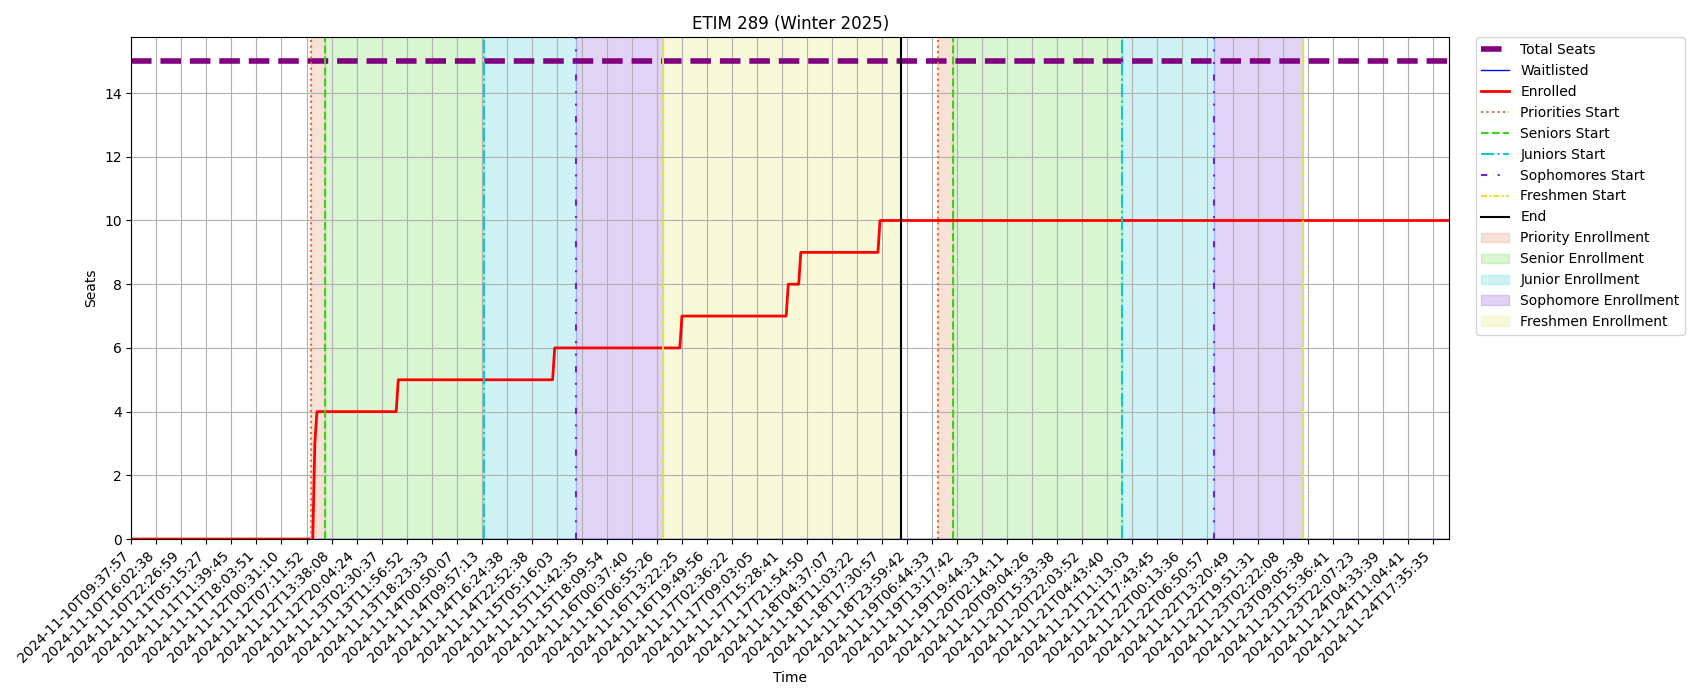 ETIM 289 (Winter 2025)
Total Seats
Waitlisted
Enrolled
Priorities Start
Seniors Start
Juniors Start
Sophomores Start
Freshmen Start
End
Priority Enrollment
Senior Enrollment
Junior Enrollment
Sophomore Enrollment
Freshmen Enrollment
Seats
14
12
10
8
6
4
2
0
2024-11-10T09:37:57
2024-11-10T16:02:38
2024-11-10T22:26:59
2024-11-11T05:15:27
2024-11-11T11:39:45
2024-11-11T18:03:51
2024-11-12T00:31:10
2024-11-12T07:11:52
2024-11-12T13:38:08
2024-11-12T20:04:24
2024-11-13T02:30:37
2024-11-13T11:56:52
2024-11-13T18:23:33
2024-11-14T00:50:07
2024-11-14T09:57:13
2024-11-14T16:24:38
2024-11-14T22:52:38
2024-11-15T05:16:03
2024-11-15T11:42:35
2024-11-15T18:09:54
2024-11-16T00:37:40
2024-11-16T06:55:26
2024-11-16T13:22:25
2024-11-16T19:49:56
2024-11-17T02:36:22
2024-11-17T09:03:05
2024-11-17T15:28:41
2024-11-17T21:54:50
2024-11-18T04:37:07
2024-11-18T11:03:22
2024-11-18T17:30:57
2024-11-18T23:59:42
2024-11-19T06:44:33
2024-11-19T13:17:42
2024-11-19T19:44:33
2024-11-20T02:14:11
2024-11-20T09:04:26
2024-11-20T15:33:38
2024-11-20T22:03:52
2024-11-21T04:43:40
2024-11-21T11:13:03
2024-11-21T17:43:45
2024-11-22T00:13:36
2024-11-22T06:50:57
2024-11-22T13:20:49
2024-11-22T19:51:31
2024-11-23T02:22:08
2024-11-23T09:05:38
2024-11-23T15:36:41
2024-11-23T22:07:23
2024-11-24T04:33:39
2024-11-24T11:04:41
2024-11-24T17:35:35
Time